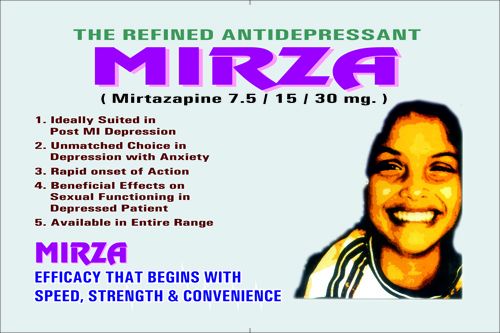 THE REFINED ANTIDEPRESSANT
MIRZA
( Mirtazapine 7.5 / 15 / 30 mg. )
1. Ideally Suited in
Post MI Depression
2. Unmatched Choice in
Depression with Anxiety
3. Rapid onset of Action
4. Beneficial Effects on
Sexual Functioning in
Depressed Patient
5. Available in Entire Range
MIRZA
EFFICACY THAT BEGINS WITH
SPEED, STRENGTH & CONVENIENCE